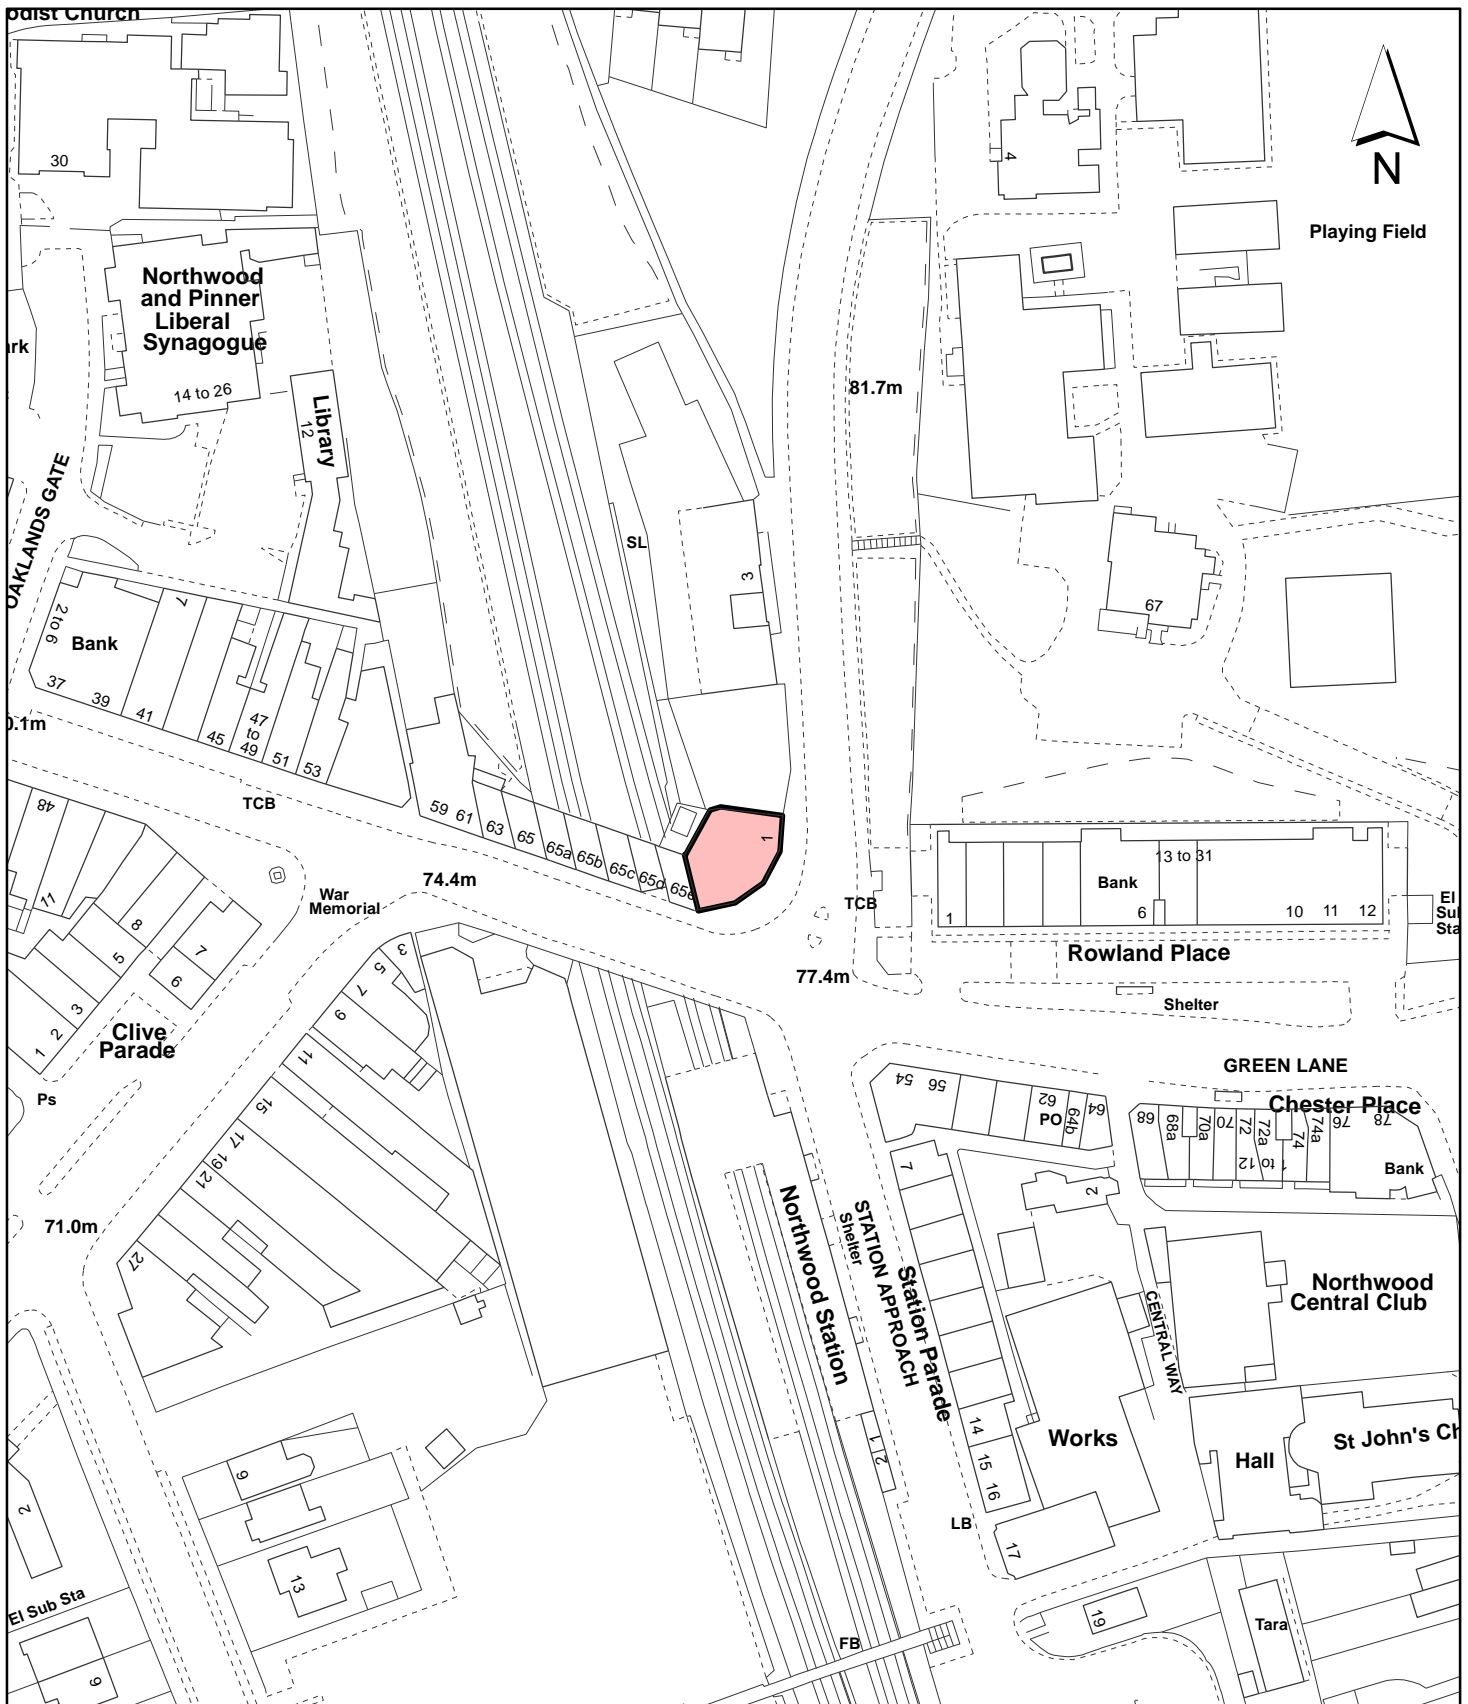 odist Church
30
4
N
Playing Field
Northwood
and Pinner
Liberal
Synagogue
14 to 26
ark
Library
12
81.7m
OAKLANDS GATE
SL
3
67
2 to 6
Bank
7
37
39
41
45
47
to
49
51
53
0.1m
TCB
48
59
61
63
65
65a
65b
65c
65d
65e
1
74.4m
War
Memorial
TCB
77.4m
13 to 31
Bank
1
6
10
11
12
El
Sub
Sta
Rowland Place
Shelter
11
8
7
5
6
3
2
1
Clive
Parade
Ps
3
5
7
9
11
15
17
19
21
27
71.0m
GREEN LANE
Chester Place
54
56
62
PO
64b
64
68
68a
70a
70
72
72a
74
74a
76
78
1 to 12
Bank
7
2
Northwood Station
Shelter
STATION APPROACH
Station Parade
CENTRAL WAY
Northwood
Central Club
14
15
16
1
2
Works
Hall
St John's Ch
LB
17
9
13
2
El Sub Sta
9
FB
19
Tara